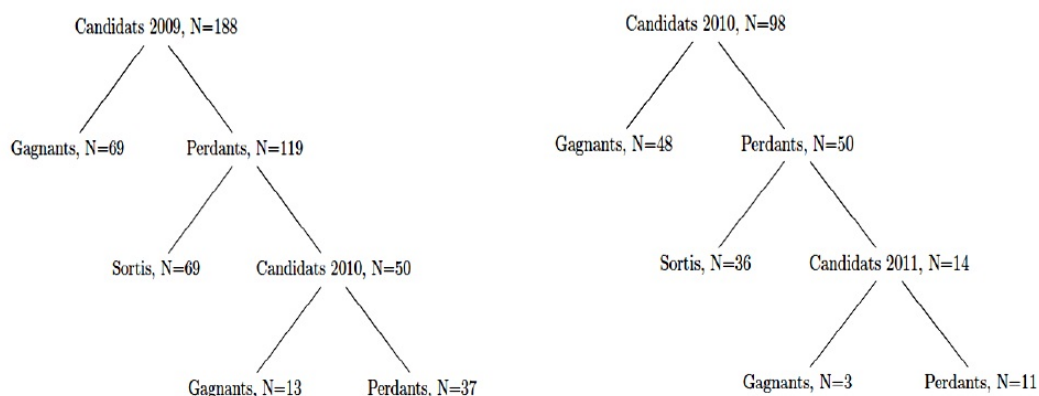 Candidats 2009, N=188
Gagnants, N=69
Perdants, N=119
Sortis, N=69
Candidats 2010, N=50
Gagnants, N=13
Perdants, N=37
Candidats 2010, N=98
Gagnants, N=48
Perdants, N=50
Sortis, N=36
Candidats 2011, N=14
Gagnants, N=3
Perdants, N=11